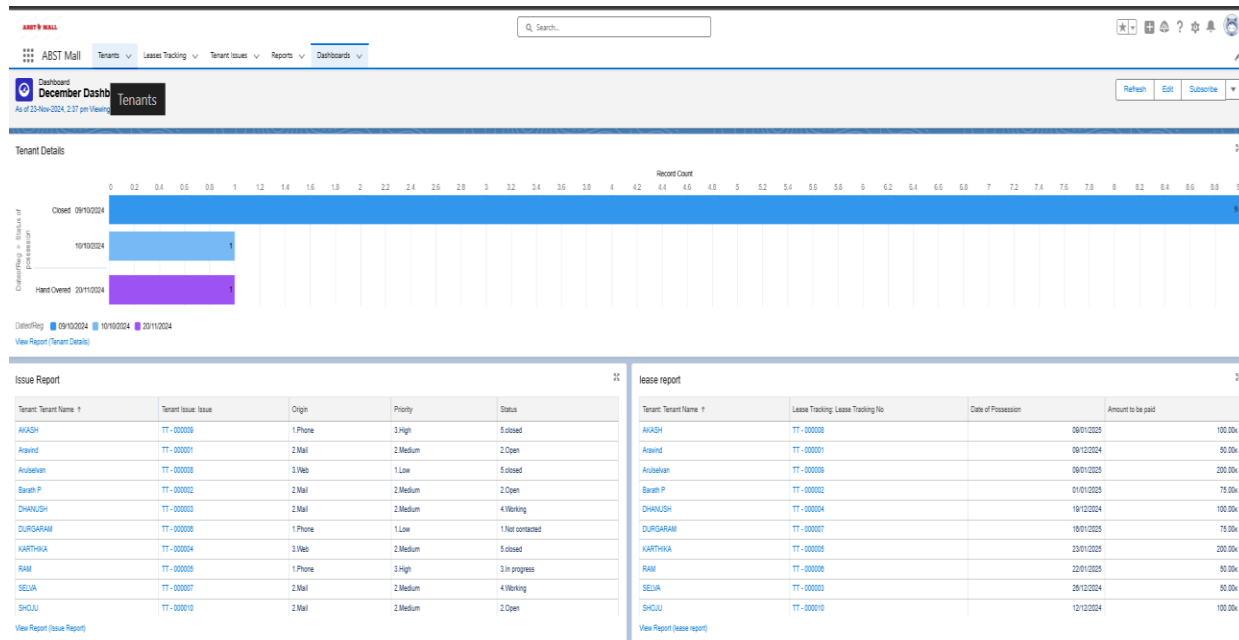 ABST MALL
Search...
ABST Mall Tenants Leases Tracking Tenant Issues Reports Dashboards
Dashboard
December Dashb
As of 23-Nov-2024, 2:37 pm Viewing
Tenants
Refresh Edit Subscribe
Tenant Details
Record Count
0 0.2 0.4 0.6 0.8 1 1.2 1.4 1.6 1.8 2 2.2 2.4 2.6 2.8 3 3.2 3.4 3.6 3.8 4 4.2 4.4 4.6 4.8 5 5.2 5.4 5.6 5.8 6 6.2 6.4 6.6 6.8 7 7.2 7.4 7.6 7.8 8 8.2 8.4 8.6 8.8 9
DateofReg > Status of possession
Closed 09/10/2024 9
10/10/2024 1
Hand Overed 20/11/2024 1
DateofReg 09/10/2024 10/10/2024 20/11/2024
View Report (Tenant Details)
Issue Report
Tenant: Tenant Name ↑ Tenant Issue: Issue Origin Priority Status
AKASH TT - 000009 1.Phone 3.High 5.closed
Aravind TT - 000001 2.Mail 2.Medium 2.Open
Arulselvan TT - 000008 3.Web 1.Low 5.closed
Barath P TT - 000002 2.Mail 2.Medium 2.Open
DHANUSH TT - 000003 2.Mail 2.Medium 4.Working
DURGARAM TT - 000006 1.Phone 1.Low 1.Not contacted
KARTHIKA TT - 000004 3.Web 2.Medium 5.closed
RAM TT - 000005 1.Phone 3.High 3.In progress
SELVA TT - 000007 2.Mail 2.Medium 4.Working
SHOJU TT - 000010 2.Mail 2.Medium 2.Open
View Report (Issue Report)
lease report
Tenant: Tenant Name ↑ Lease Tracking: Lease Tracking No Date of Possession Amount to be paid
AKASH TT - 000008 09/01/2025 100.00k
Aravind TT - 000001 09/12/2024 50.00k
Arulselvan TT - 000009 09/01/2025 200.00k
Barath P TT - 000002 01/01/2025 75.00k
DHANUSH TT - 000004 19/12/2024 100.00k
DURGARAM TT - 000007 16/01/2025 75.00k
KARTHIKA TT - 000005 23/01/2025 200.00k
RAM TT - 000006 22/01/2025 50.00k
SELVA TT - 000003 26/12/2024 50.00k
SHOJU TT - 000010 12/12/2024 100.00k
View Report (lease report)